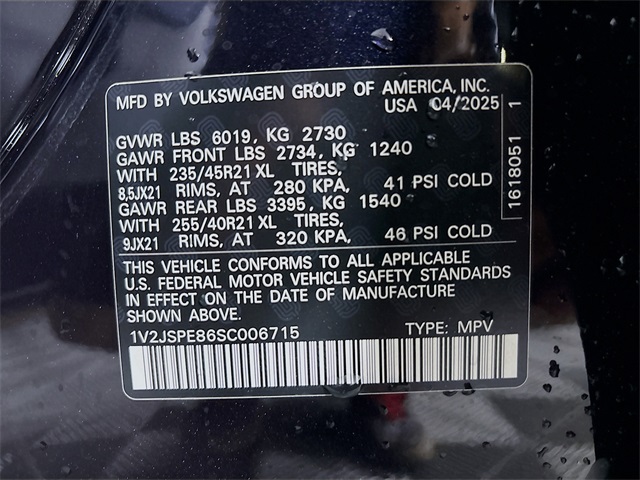 MFD BY VOLKSWAGEN GROUP OF AMERICA, INC.
USA 04/2025
GVWR LBS 6019, KG 2730
GAWR FRONT LBS 2734, KG 1240
WITH 235/45R21 XL TIRES,
8,5JX21 RIMS, AT 280 KPA, 41 PSI COLD
GAWR REAR LBS 3395, KG 1540
WITH 255/40R21 XL TIRES,
9JX21 RIMS, AT 320 KPA, 46 PSI COLD
THIS VEHICLE CONFORMS TO ALL APPLICABLE
U.S. FEDERAL MOTOR VEHICLE SAFETY STANDARDS
IN EFFECT ON THE DATE OF MANUFACTURE
SHOWN ABOVE.
1V2JSPE86SC006715 TYPE: MPV
1618051 1